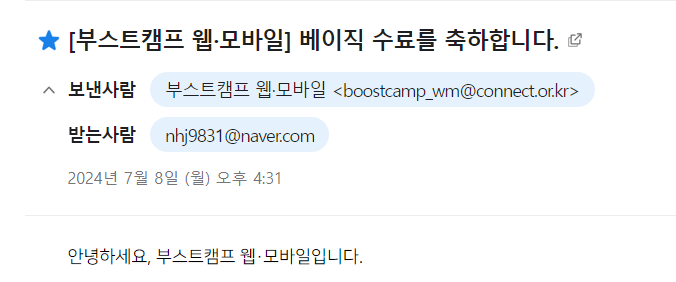 [부스트캠프 웹·모바일] 베이직 수료를 축하합니다.
보낸사람 부스트캠프 웹·모바일 <boostcamp_wm@connect.or.kr>
받는사람 nhj9831@naver.com
2024년 7월 8일 (월) 오후 4:31
안녕하세요, 부스트캠프 웹·모바일입니다.